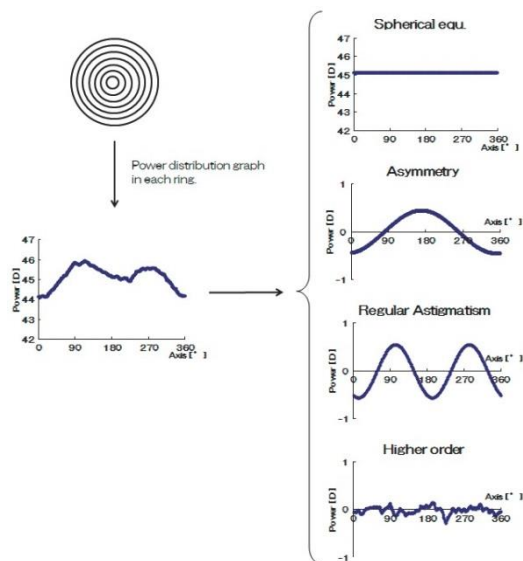 Spherical equ.
Power [D]
47
46
45
44
43
42
0
90
180
270
360
Axis [°]
Power distribution graph
in each ring.
Asymmetry
Power [D]
1
0
-1
0
90
180
270
360
Axis [°]
Power [D]
47
46
45
44
43
42
0
90
180
270
360
Axis [°]
Regular Astigmatism
Power [D]
1
0
-1
0
90
180
270
360
Axis [°]
Higher order
Power [D]
1
0
-1
0
90
180
270
360
Axis [°]